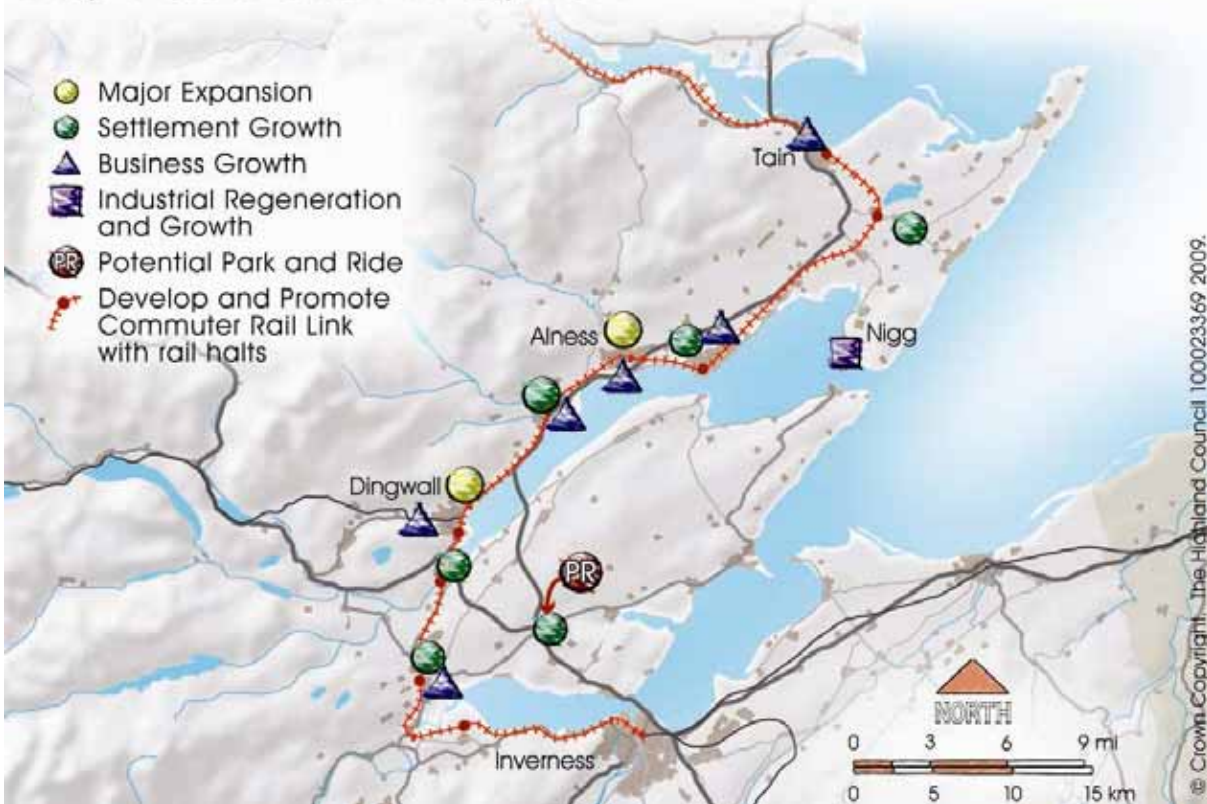 Major Expansion
Settlement Growth
Business Growth
Industrial Regeneration
and Growth
PR Potential Park and Ride
Develop and Promote
Commuter Rail Link
with rail halts
Tain
Alness
Nigg
Dingwall
PR
Inverness
NORTH
0 3 6 9 mi
0 5 10 15 km
© Crown Copyright. The Highland Council 100023369 2009.